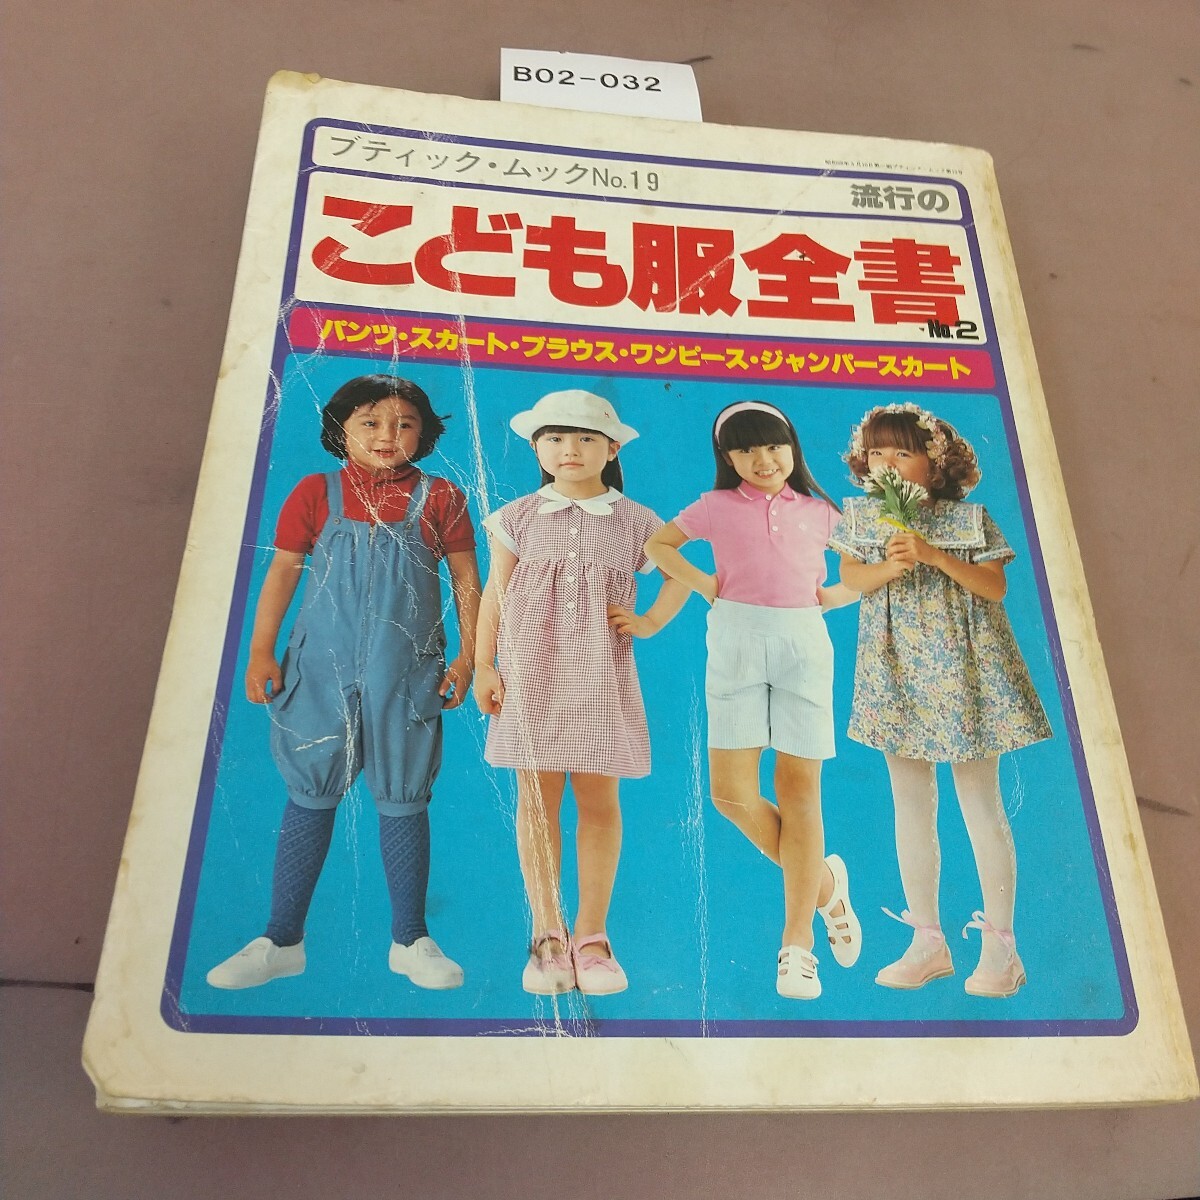 B02-032
ブティック・ムックNo.19
流行の
こども服全書
No.2
パンツ・スカート・ブラウス・ワンピース・ジャンパースカート